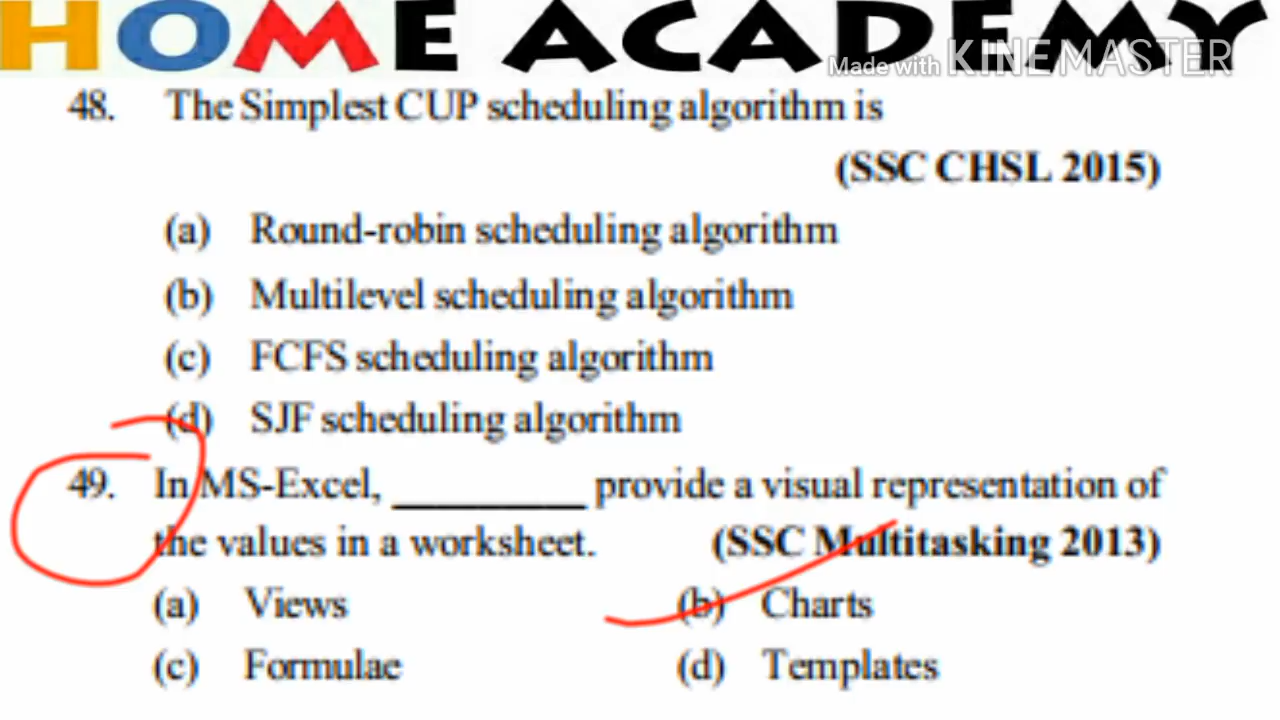 HOME ACADEMY
Made with KINEMASTER
48. The Simplest CUP scheduling algorithm is
(SSC CHSL 2015)
(a) Round-robin scheduling algorithm
(b) Multilevel scheduling algorithm
(c) FCFS scheduling algorithm
(d) SJF scheduling algorithm
49. In MS-Excel, _________ provide a visual representation of
the values in a worksheet. (SSC Multitasking 2013)
(a) Views (b) Charts
(c) Formulae (d) Templates